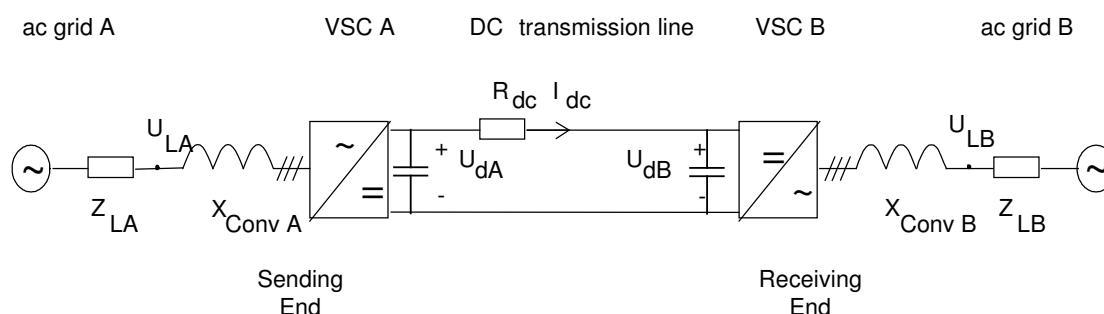 ac grid A VSC A DC transmission line VSC B ac grid B
R dc I dc
U LA U LB
~ + U dA U dB + = ~
~ = - - ~
Z LA X Conv A X Conv B Z LB
Sending Receiving
End End